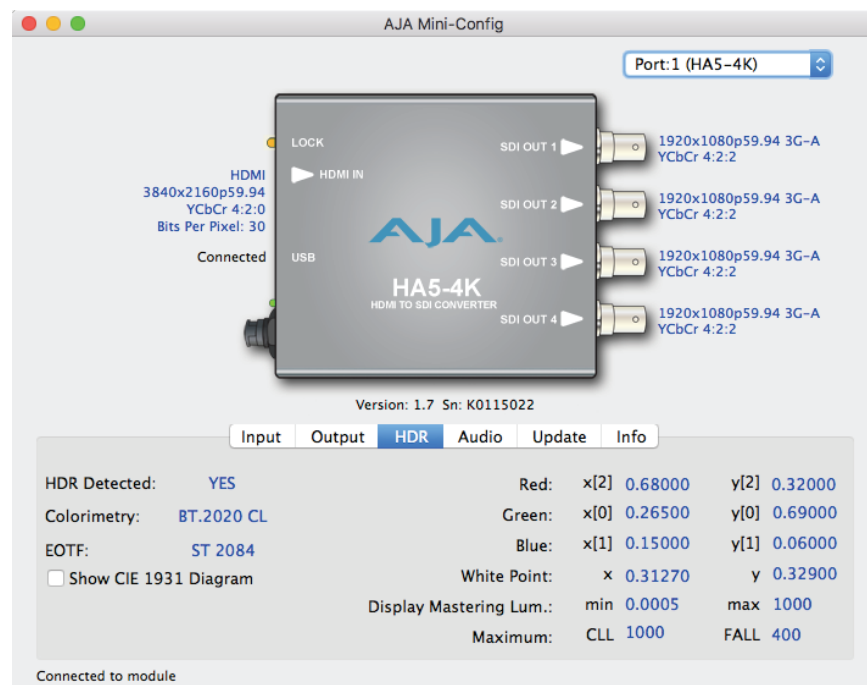 AJA Mini-Config
Port:1 (HA5-4K)
LOCK
HDMI IN
USB
HDMI
3840x2160p59.94
YCbCr 4:2:0
Bits Per Pixel: 30
Connected
AJA
HA5-4K
HDMI TO SDI CONVERTER
SDI OUT 1
1920x1080p59.94 3G-A
YCbCr 4:2:2
SDI OUT 2
1920x1080p59.94 3G-A
YCbCr 4:2:2
SDI OUT 3
1920x1080p59.94 3G-A
YCbCr 4:2:2
SDI OUT 4
1920x1080p59.94 3G-A
YCbCr 4:2:2
Version: 1.7 Sn: K0115022
Input Output HDR Audio Update Info
HDR Detected: YES
Colorimetry: BT.2020 CL
EOTF: ST 2084
Show CIE 1931 Diagram
Red: x[2] 0.68000 y[2] 0.32000
Green: x[0] 0.26500 y[0] 0.69000
Blue: x[1] 0.15000 y[1] 0.06000
White Point: x 0.31270 y 0.32900
Display Mastering Lum.: min 0.0005 max 1000
Maximum: CLL 1000 FALL 400
Connected to module